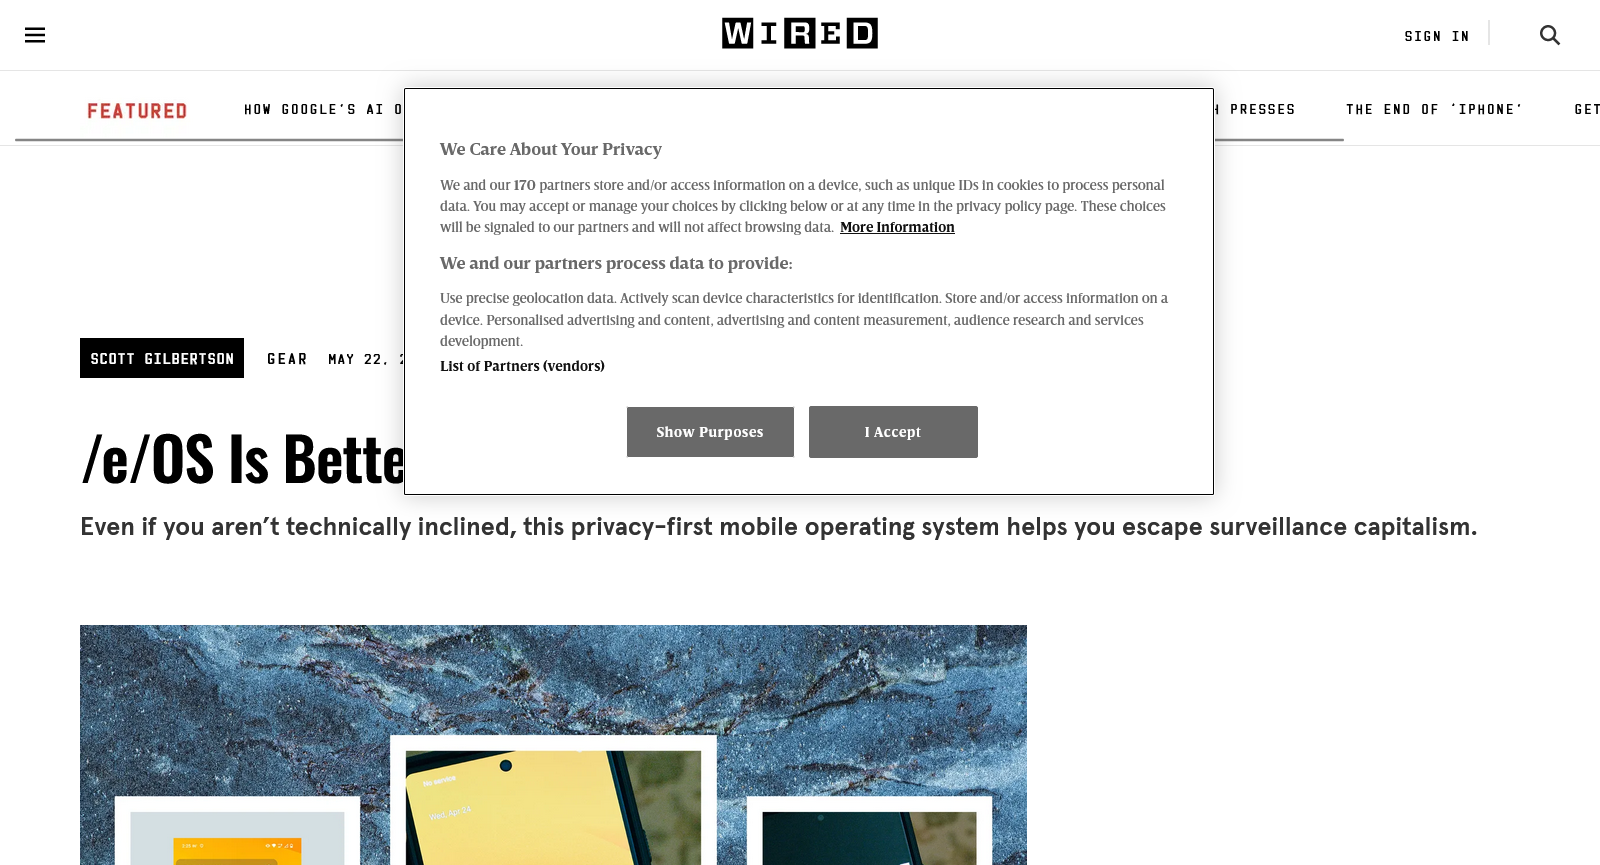 WIRED
SIGN IN
FEATURED
HOW GOOGLE'S AI O
PRESSES
THE END OF 'IPHONE'
GET
We Care About Your Privacy
We and our 170 partners store and/or access information on a device, such as unique IDs in cookies to process personal
data. You may accept or manage your choices by clicking below or at any time in the privacy policy page. These choices
will be signaled to our partners and will not affect browsing data. More Information
We and our partners process data to provide:
Use precise geolocation data. Actively scan device characteristics for identification. Store and/or access information on a
device. Personalised advertising and content, advertising and content measurement, audience research and services
development.
List of Partners (vendors)
Show Purposes
I Accept
SCOTT GILBERTSON
GEAR
MAY 22, 2
/e/OS Is Bette
Even if you aren't technically inclined, this privacy-first mobile operating system helps you escape surveillance capitalism.
No service
Wed, Apr 24